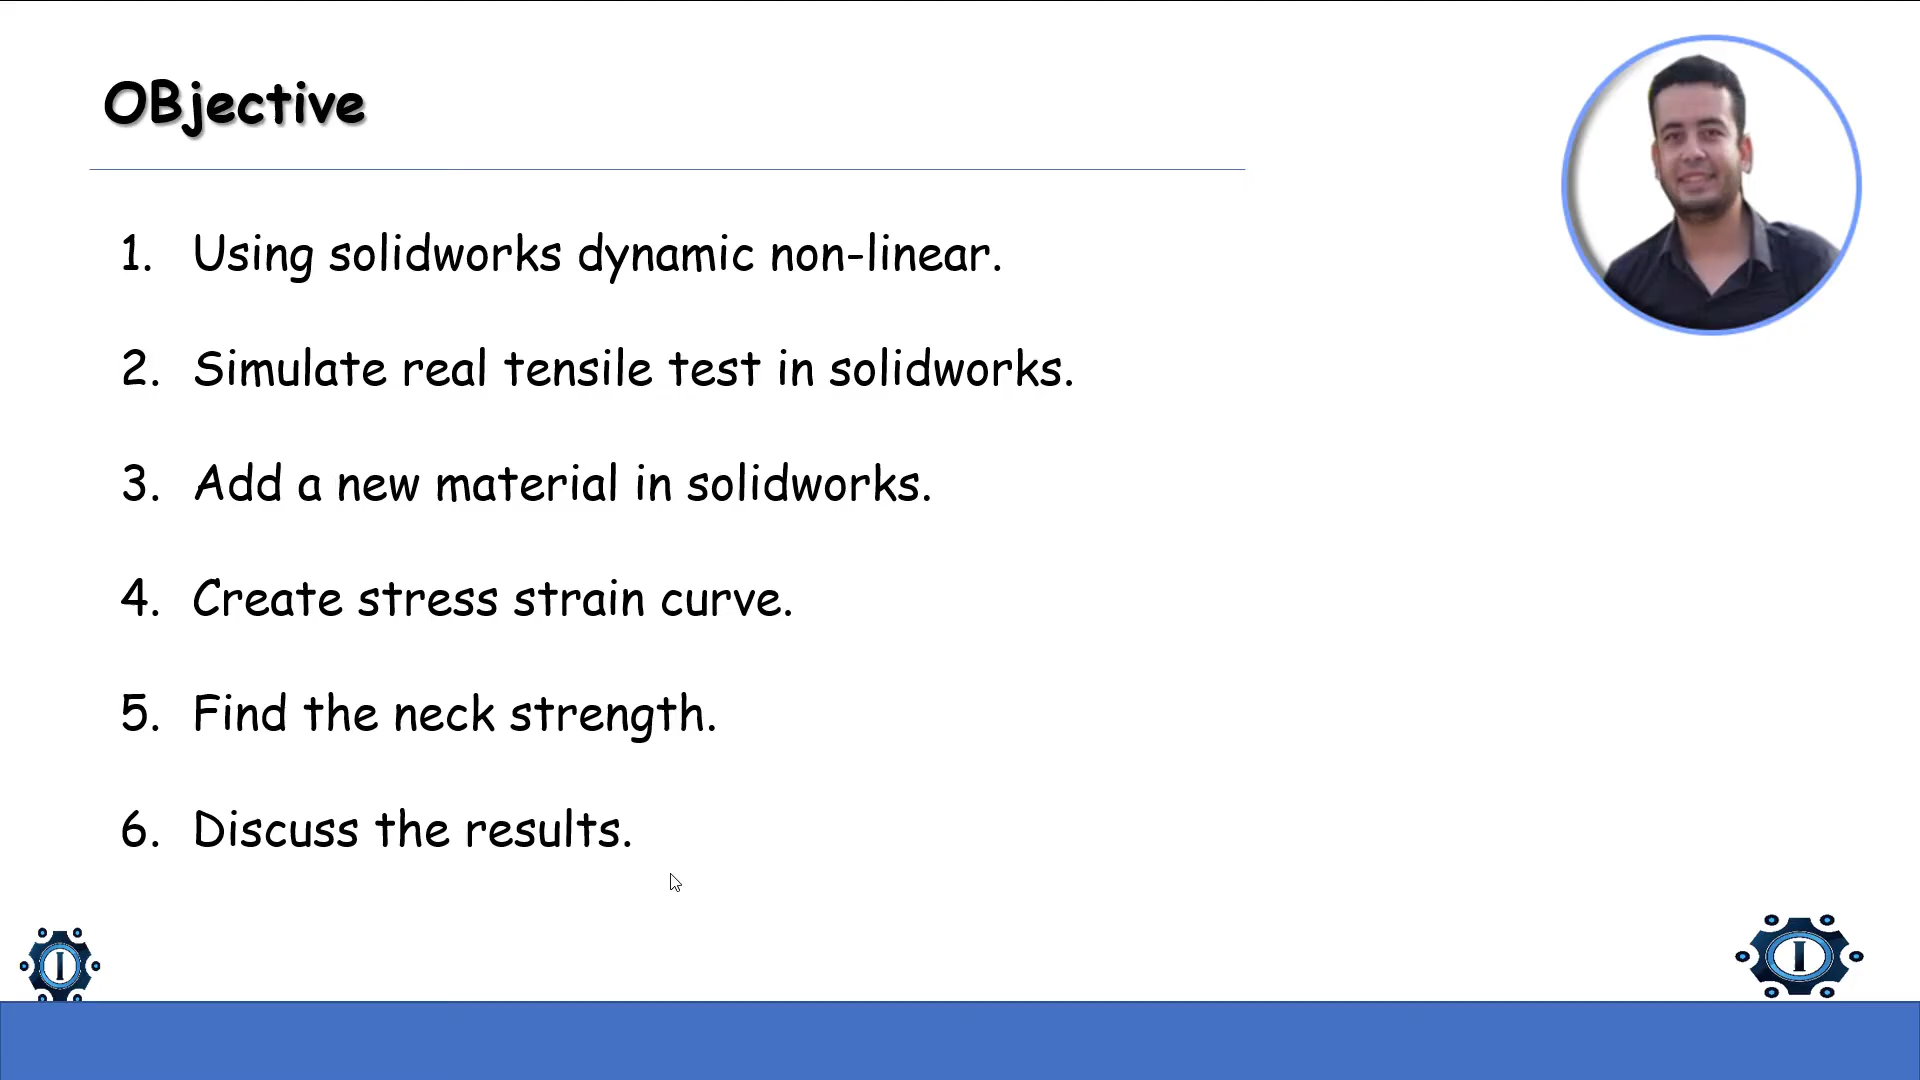 OBjective
1. Using solidworks dynamic non-linear.
2. Simulate real tensile test in solidworks.
3. Add a new material in solidworks.
4. Create stress strain curve.
5. Find the neck strength.
6. Discuss the results.
I
I